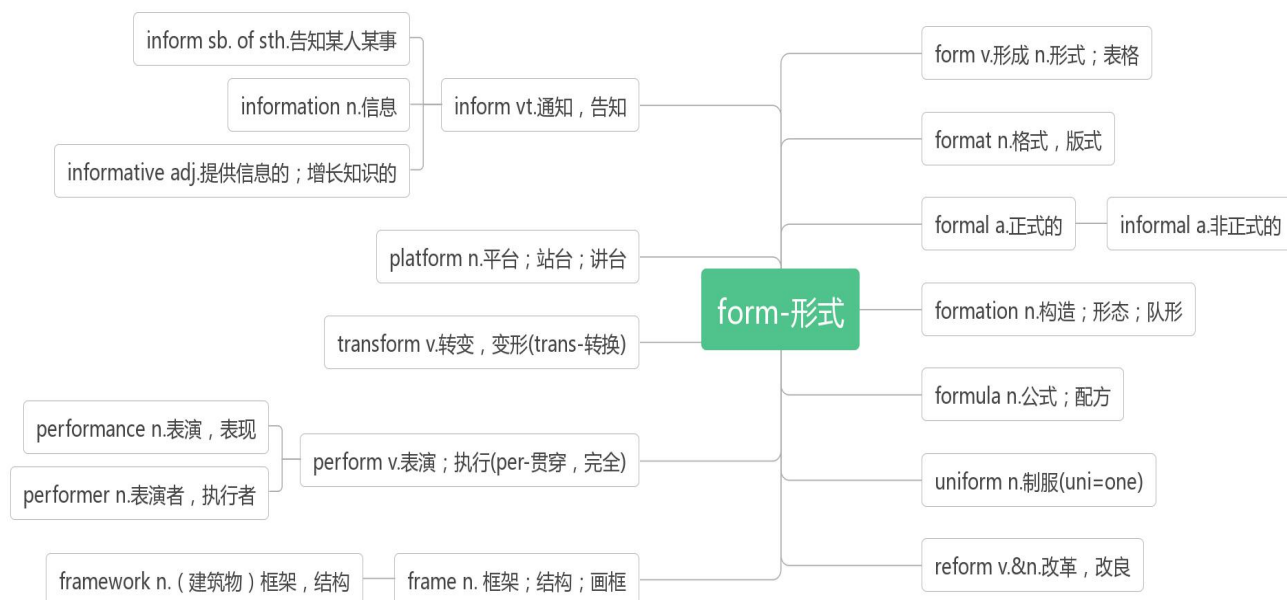 inform sb. of sth.告知某人某事
information n.信息
informative adj.提供信息的；增长知识的
inform vt.通知，告知
platform n.平台；站台；讲台
transform v.转变，变形(trans-转换)
performance n.表演，表现
performer n.表演者，执行者
perform v.表演；执行(per-贯穿，完全)
framework n.（建筑物）框架，结构
frame n. 框架；结构；画框
form-形式
form v.形成 n.形式；表格
format n.格式，版式
formal a.正式的
informal a.非正式的
formation n.构造；形态；队形
formula n.公式；配方
uniform n.制服(uni=one)
reform v.&n.改革，改良